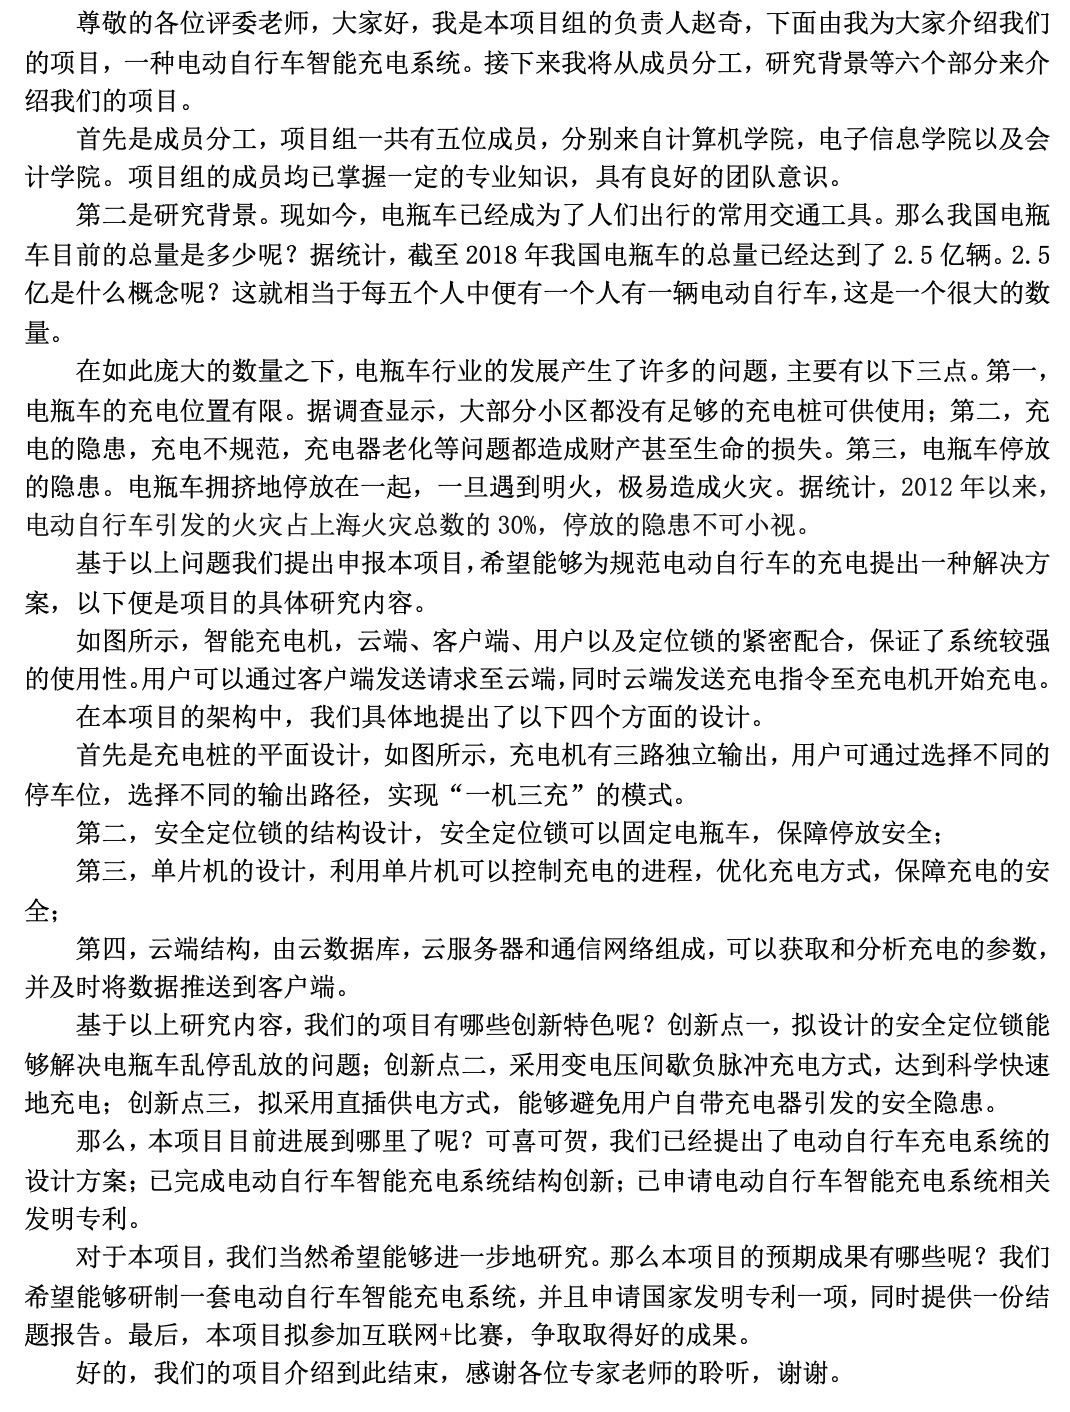 尊敬的各位评委老师，大家好，我是本项目组的负责人赵奇，下面由我为大家介绍我们
的项目，一种电动自行车智能充电系统。接下来我将从成员分工，研究背景等六个部分来介
绍我们的项目。
首先是成员分工，项目组一共有五位成员，分别来自计算机学院，电子信息学院以及会
计学院。项目组的成员均已掌握一定的专业知识，具有良好的团队意识。
第二是研究背景。现如今，电瓶车已经成为了人们出行的常用交通工具。那么我国电瓶
车目前的总量是多少呢？据统计，截至 2018 年我国电瓶车的总量已经达到了 2.5 亿辆。2.5
亿是什么概念呢？这就相当于每五个人中便有一个人有一辆电动自行车，这是一个很大的数
量。
在如此庞大的数量之下，电瓶车行业的发展产生了许多的问题，主要有以下三点。第一，
电瓶车的充电位置有限。据调查显示，大部分小区都没有足够的充电桩可供使用；第二，充
电的隐患，充电不规范，充电器老化等问题都造成财产甚至生命的损失。第三，电瓶车停放
的隐患。电瓶车拥挤地停放在一起，一旦遇到明火，极易造成火灾。据统计，2012 年以来，
电动自行车引发的火灾占上海火灾总数的 30%，停放的隐患不可小视。
基于以上问题我们提出申报本项目，希望能够为规范电动自行车的充电提出一种解决方
案，以下便是项目的具体研究内容。
如图所示，智能充电机，云端、客户端、用户以及定位锁的紧密配合，保证了系统较强
的使用性。用户可以通过客户端发送请求至云端，同时云端发送充电指令至充电机开始充电。
在本项目的架构中，我们具体地提出了以下四个方面的设计。
首先是充电桩的平面设计，如图所示，充电机有三路独立输出，用户可通过选择不同的
停车位，选择不同的输出路径，实现“一机三充”的模式。
第二，安全定位锁的结构设计，安全定位锁可以固定电瓶车，保障停放安全；
第三，单片机的设计，利用单片机可以控制充电的进程，优化充电方式，保障充电的安
全；
第四，云端结构，由云数据库，云服务器和通信网络组成，可以获取和分析充电的参数，
并及时将数据推送到客户端。
基于以上研究内容，我们的项目有哪些创新特色呢？创新点一，拟设计的安全定位锁能
够解决电瓶车乱停乱放的问题；创新点二，采用变电压间歇负脉冲充电方式，达到科学快速
地充电；创新点三，拟采用直插供电方式，能够避免用户自带充电器引发的安全隐患。
那么，本项目目前进展到哪里了呢？可喜可贺，我们已经提出了电动自行车充电系统的
设计方案；已完成电动自行车智能充电系统结构创新；已申请电动自行车智能充电系统相关
发明专利。
对于本项目，我们当然希望能够进一步地研究。那么本项目的预期成果有哪些呢？我们
希望能够研制一套电动自行车智能充电系统，并且申请国家发明专利一项，同时提供一份结
题报告。最后，本项目拟参加互联网+比赛，争取取得好的成果。
好的，我们的项目介绍到此结束，感谢各位专家老师的聆听，谢谢。